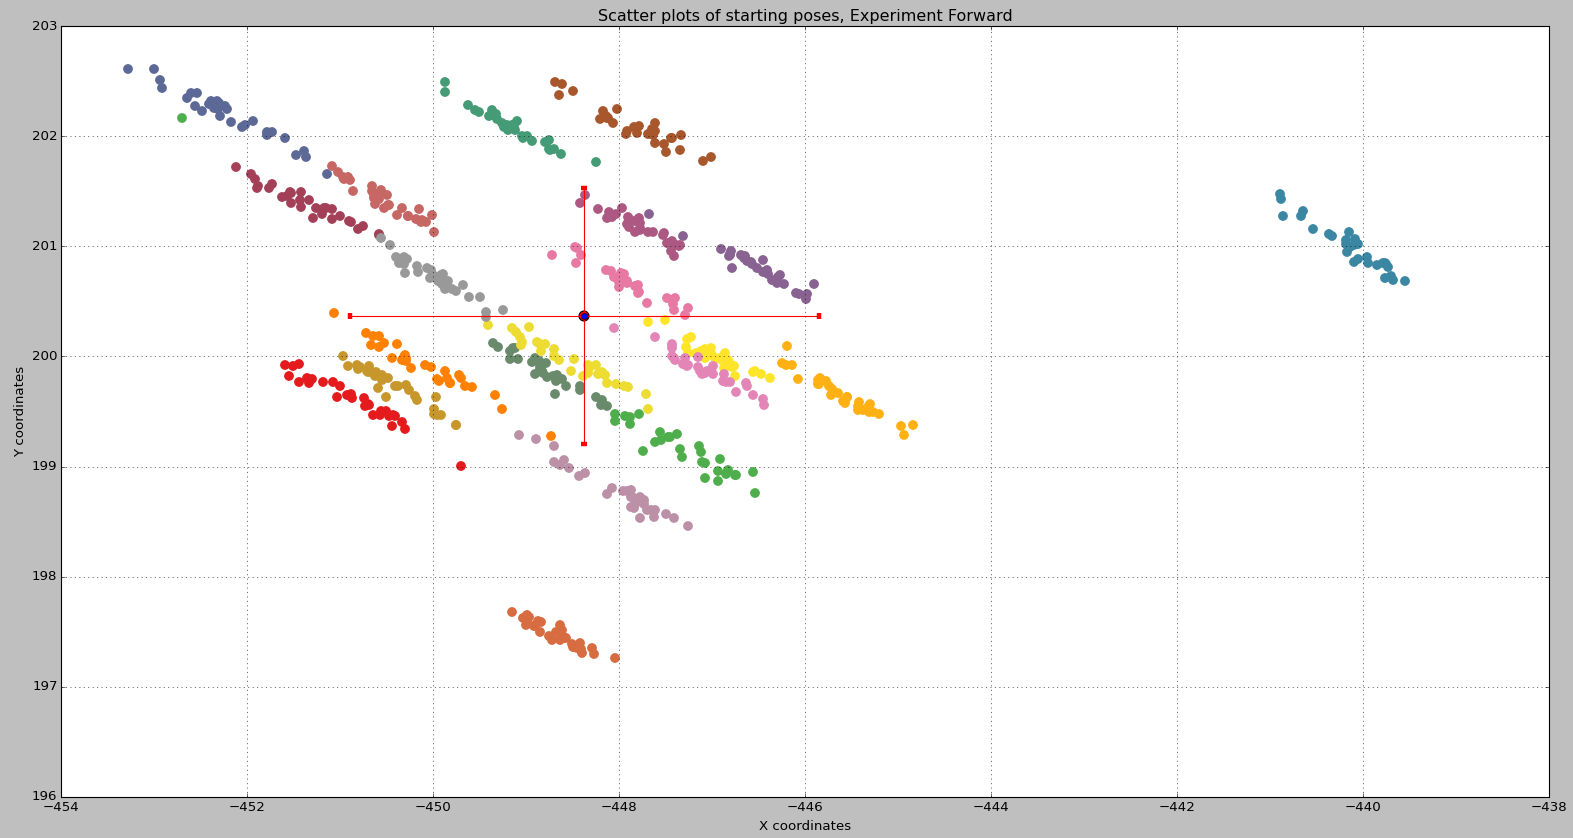 Scatter plots of starting poses, Experiment Forward
203
202
201
200
199
198
197
196
Y coordinates
−454 −452 −450 −448 −446 −444 −442 −440 −438
X coordinates